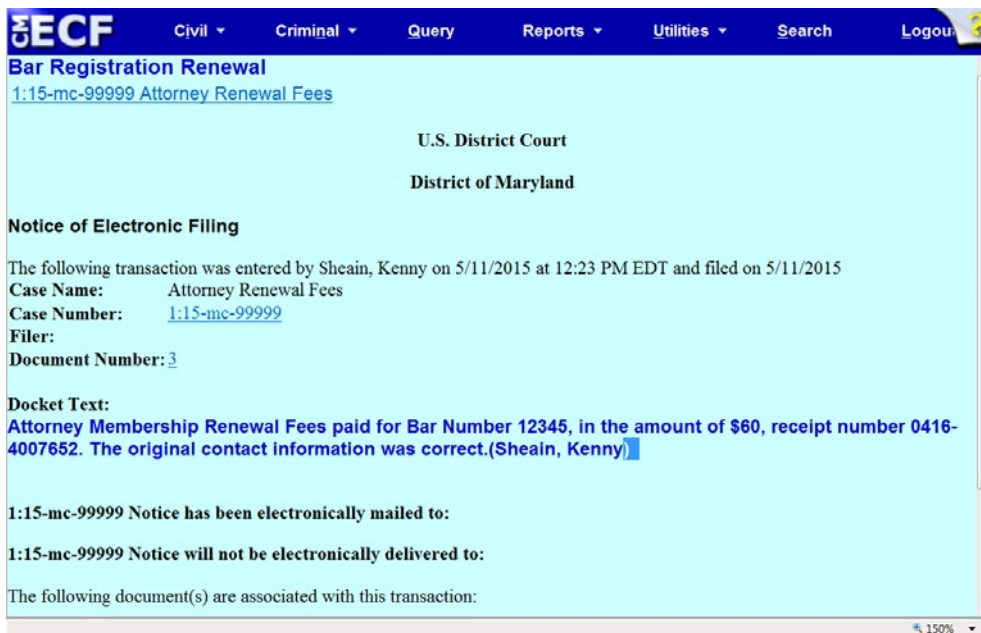 CM ECF Civil Criminal Query Reports Utilities Search Logou ?
Bar Registration Renewal
1:15-mc-99999 Attorney Renewal Fees
U.S. District Court
District of Maryland
Notice of Electronic Filing
The following transaction was entered by Sheain, Kenny on 5/11/2015 at 12:23 PM EDT and filed on 5/11/2015
Case Name: Attorney Renewal Fees
Case Number: 1:15-mc-99999
Filer:
Document Number: 3
Docket Text:
Attorney Membership Renewal Fees paid for Bar Number 12345, in the amount of $60, receipt number 0416-
4007652. The original contact information was correct.(Sheain, Kenny)
1:15-mc-99999 Notice has been electronically mailed to:
1:15-mc-99999 Notice will not be electronically delivered to:
The following document(s) are associated with this transaction:
150%